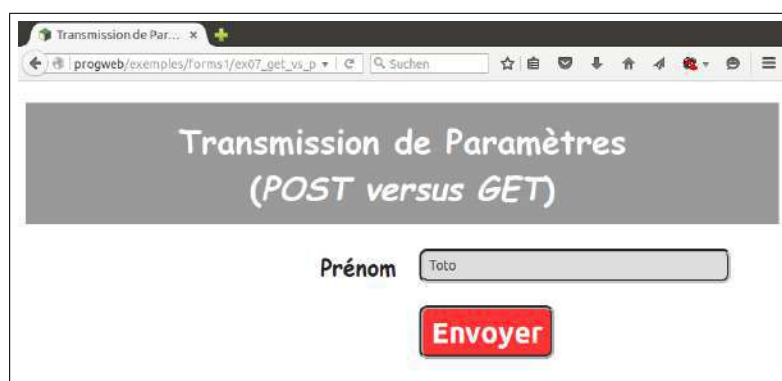 Transmission de Par...
progweb/exemples/forms1/ex07_get_vs_p
Suchen
Transmission de Paramètres
(POST versus GET)
Prénom
Toto
Envoyer